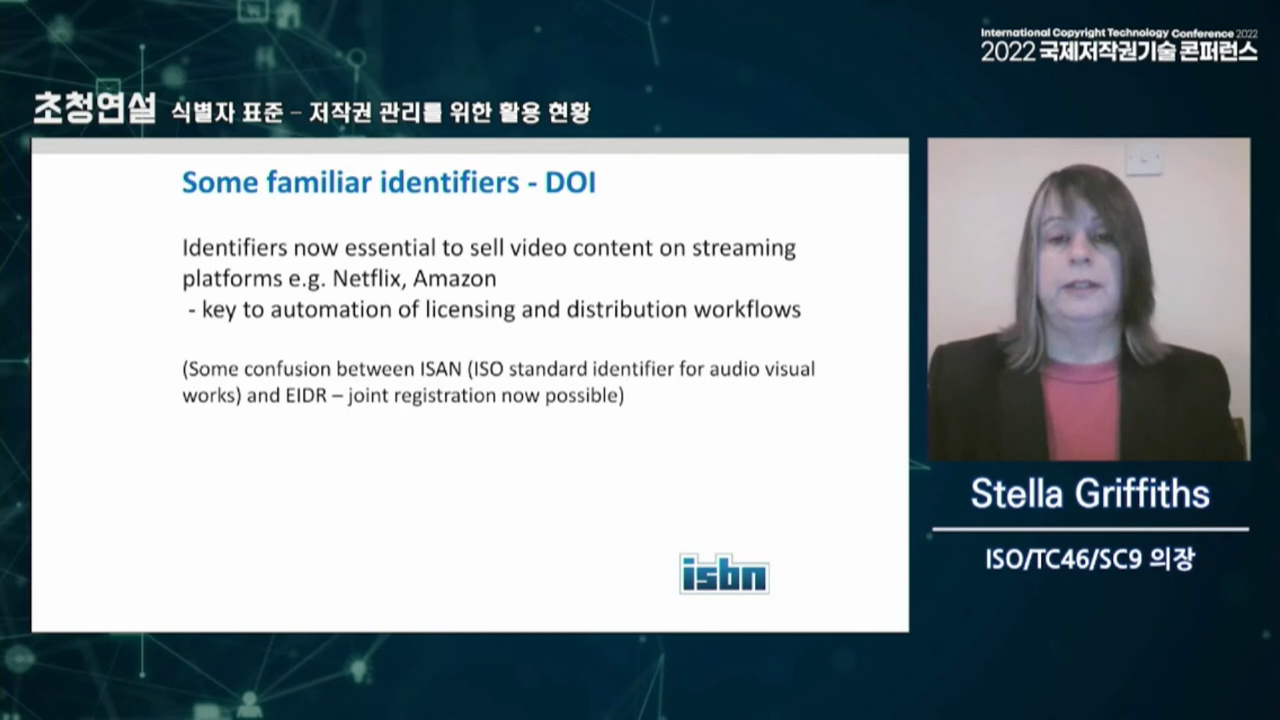 International Copyright Technology Conference 2022
2022 국제저작권기술 콘퍼런스
초청연설 식별자 표준 – 저작권 관리를 위한 활용 현황
Some familiar identifiers - DOI
Identifiers now essential to sell video content on streaming
platforms e.g. Netflix, Amazon
- key to automation of licensing and distribution workflows
(Some confusion between ISAN (ISO standard identifier for audio visual
works) and EIDR – joint registration now possible)
isbn
Stella Griffiths
ISO/TC46/SC9 의장